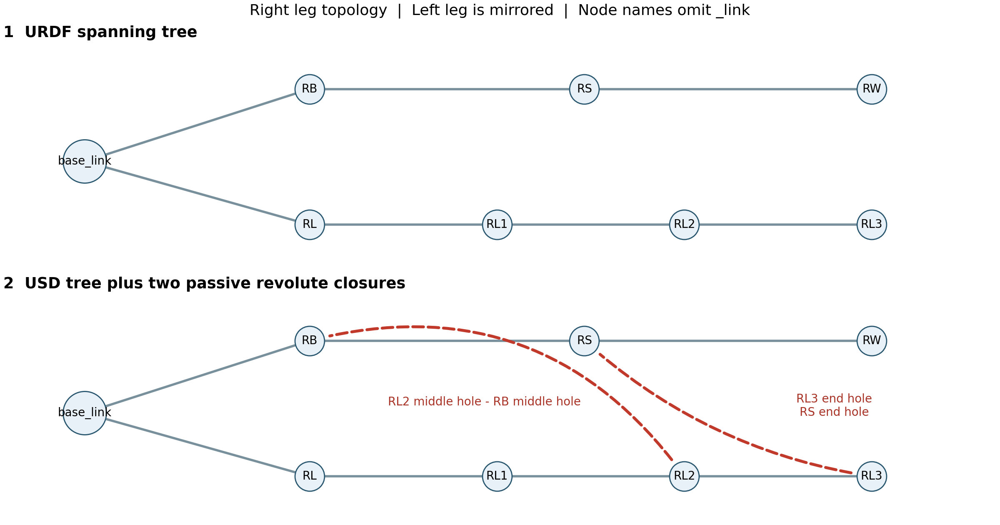 Right leg topology  |  Left leg is mirrored  |  Node names omit _link
1  URDF spanning tree
RB
RS
RW
base_link
RL
RL1
RL2
RL3
2  USD tree plus two passive revolute closures
RB
RS
RW
RL2 middle hole - RB middle hole
RL3 end hole
RS end hole
base_link
RL
RL1
RL2
RL3